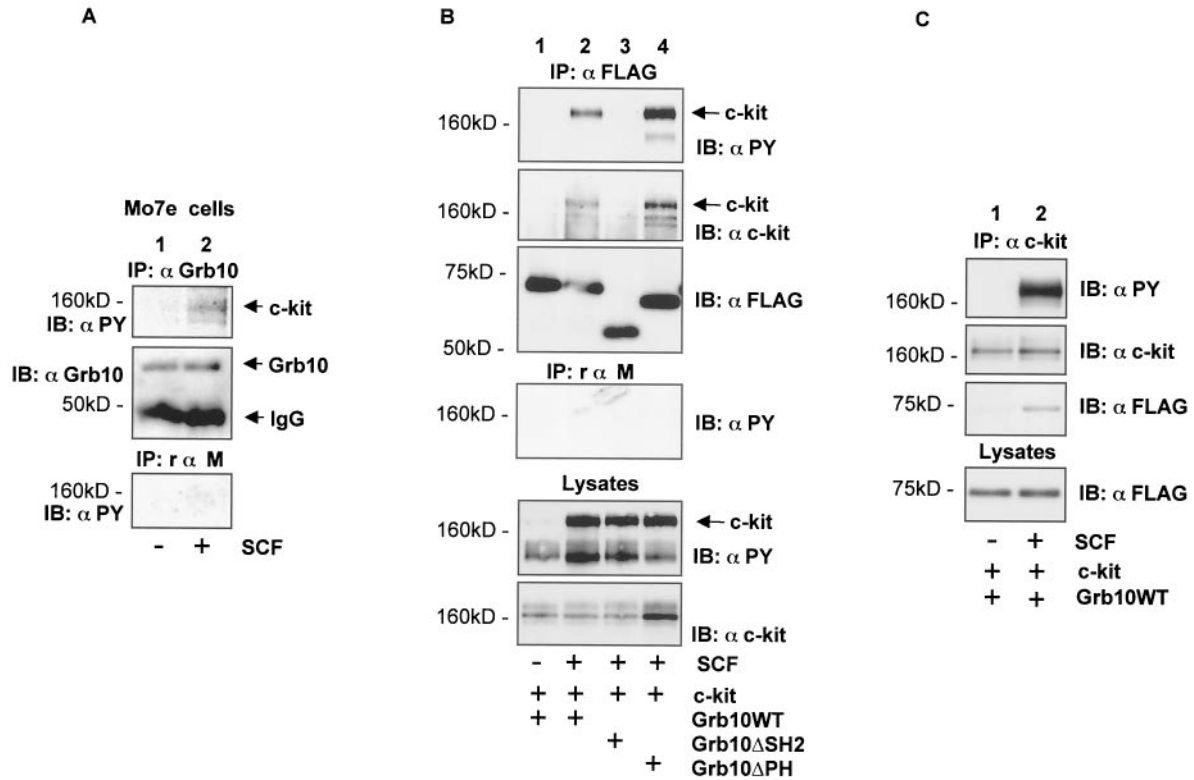 A
Mo7e cells
1 2
IP: α Grb10
160kD -
IB: α PY
c-kit
IB: α Grb10
Grb10
50kD -
IgG
IP: r α M
160kD -
IB: α PY
- + SCF
B
1 2 3 4
IP: α FLAG
160kD -
c-kit
IB: α PY
160kD -
c-kit
IB: α c-kit
75kD -
IB: α FLAG
50kD -
IP: r α M
160kD -
IB: α PY
Lysates
160kD -
c-kit
IB: α PY
160kD -
IB: α c-kit
- + + + SCF
+ + + + c-kit
+ + Grb10WT
+ Grb10ΔSH2
+ Grb10ΔPH
C
1 2
IP: α c-kit
160kD -
IB: α PY
160kD -
IB: α c-kit
75kD -
IB: α FLAG
Lysates
75kD -
IB: α FLAG
- + SCF
+ + c-kit
+ + Grb10WT